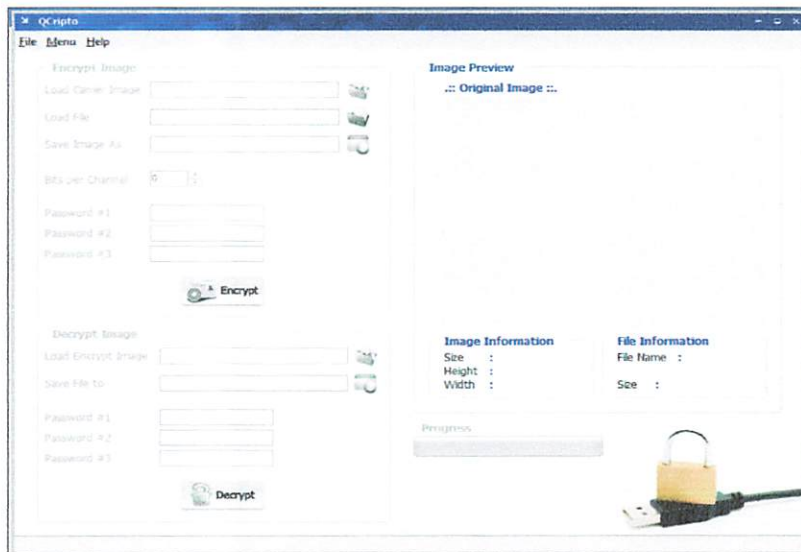 QCripto
File Menu Help
Encrypt Image
Load Carrier Image
Load File
Save Image As
Bits per Channel 0
Password #1
Password #2
Password #3
Encrypt
Decrypt Image
Load Encrypt Image
Save File to
Password #1
Password #2
Password #3
Decrypt
Image Preview
.:: Original Image ::.
Image Information
Size :
Height :
Width :
File Information
File Name :
Size :
Progress